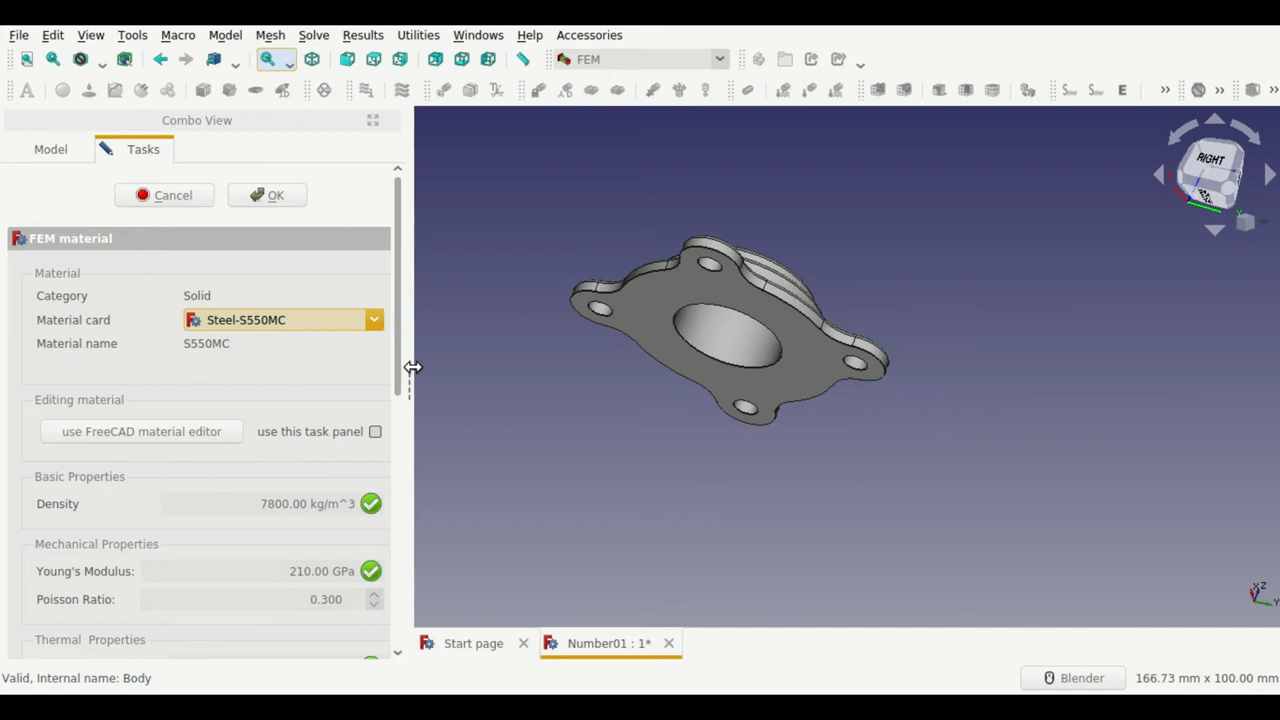 File Edit View Tools Macro Model Mesh Solve Results Utilities Windows Help Accessories
FEM
Combo View
Model Tasks
Cancel OK
FEM material
Material
Category Solid
Material card Steel-S550MC
Material name S550MC
Editing material
use FreeCAD material editor use this task panel
Basic Properties
Density 7800.00 kg/m^3
Mechanical Properties
Young's Modulus: 210.00 GPa
Poisson Ratio: 0.300
Thermal Properties
RIGHT
Y
Z
Y
Start page Number01 : 1*
Valid, Internal name: Body Blender 166.73 mm x 100.00 mm